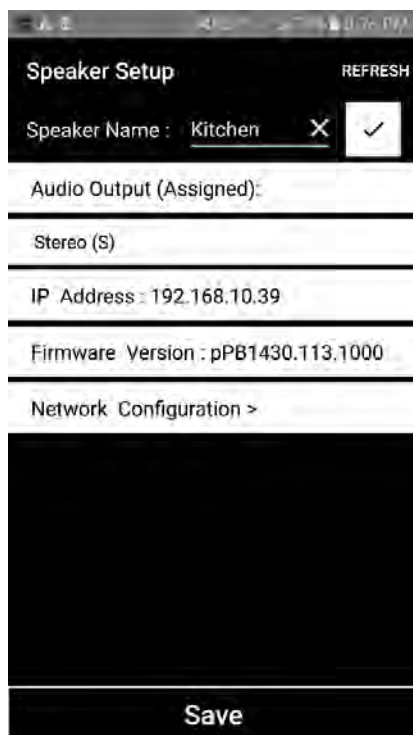 Speaker Setup REFRESH
Speaker Name : Kitchen
Audio Output (Assigned):
Stereo (S)
IP Address : 192.168.10.39
Firmware Version : pPB1430.113.1000
Network Configuration >
Save